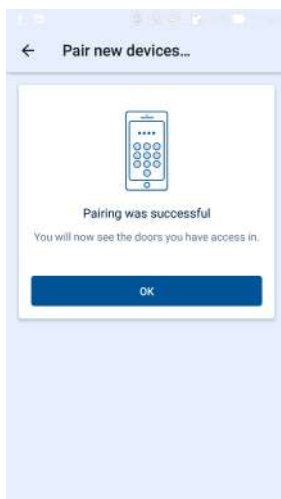 Pair new devices...
Pairing was successful
You will now see the doors you have access in.
OK